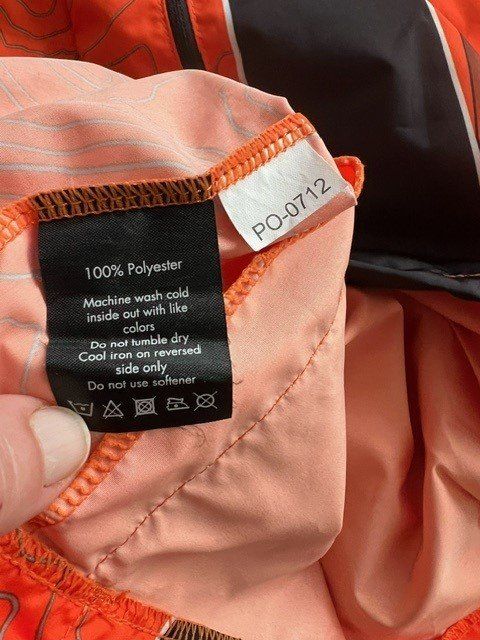 PO-0712
100% Polyester
Machine wash cold
inside out with like
colors
Do not tumble dry
Cool iron on reversed
side only
Do not use softener